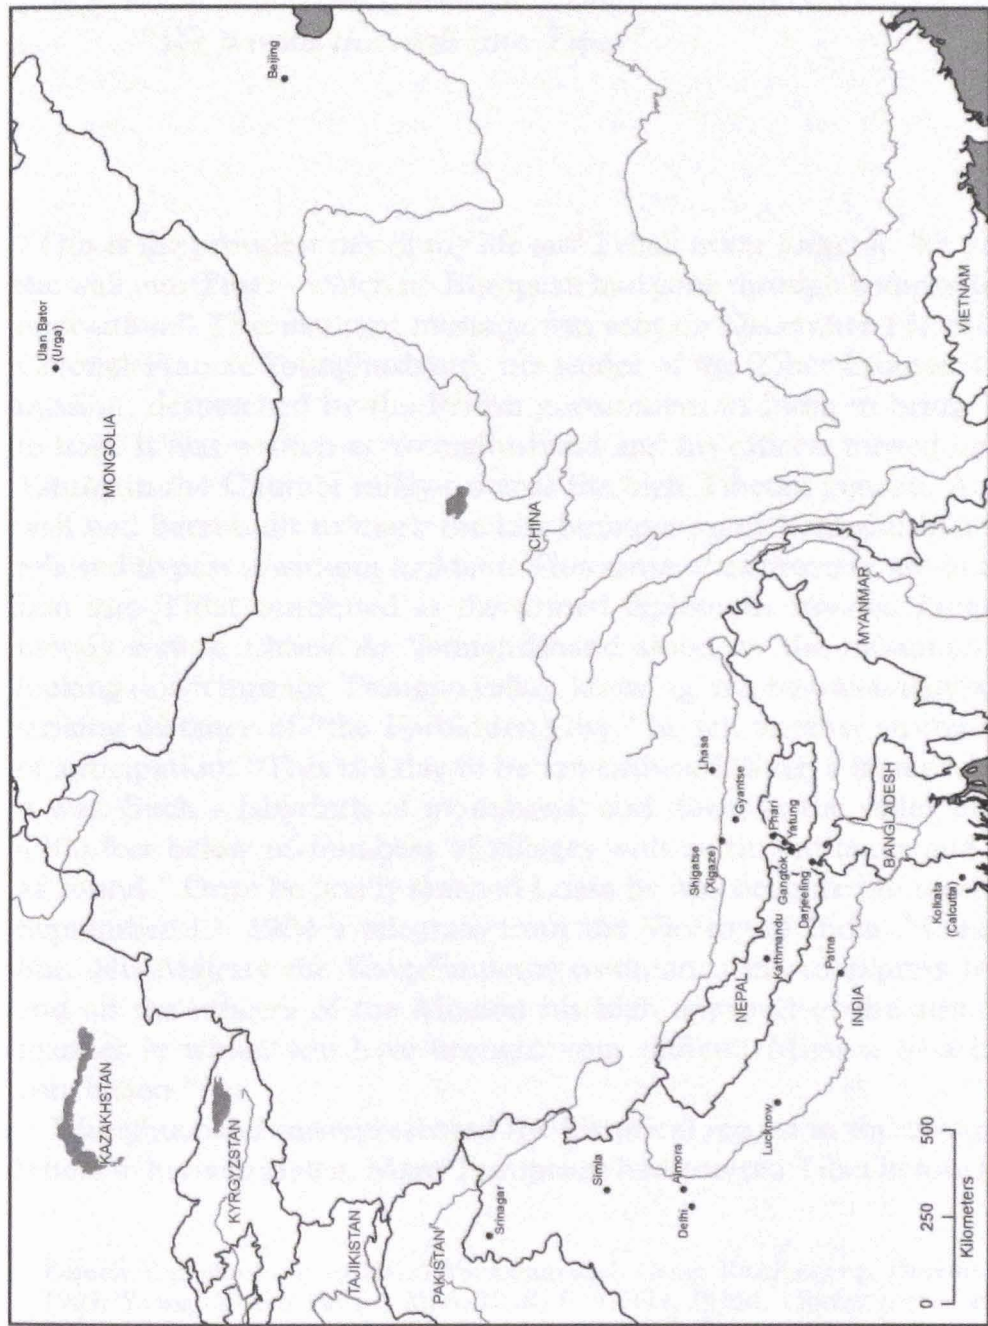 Ulan Bator
(Urga)
KAZAKHSTAN
MONGOLIA
KYRGYZSTAN
Beijing
TAJIKISTAN
PAKISTAN
Srinagar
CHINA
Simla
Almora
Delhi
Lhasa
Shigatse
(Xigaze)
Gyantse
NEPAL
Phari
Kathmandu
Gangtok
Yatung
Lucknow
Darjeeling
Patna
INDIA
MYANMAR
BANGLADESH
Kolkata
(Calcutta)
VIETNAM
0
250
500
Kilometers